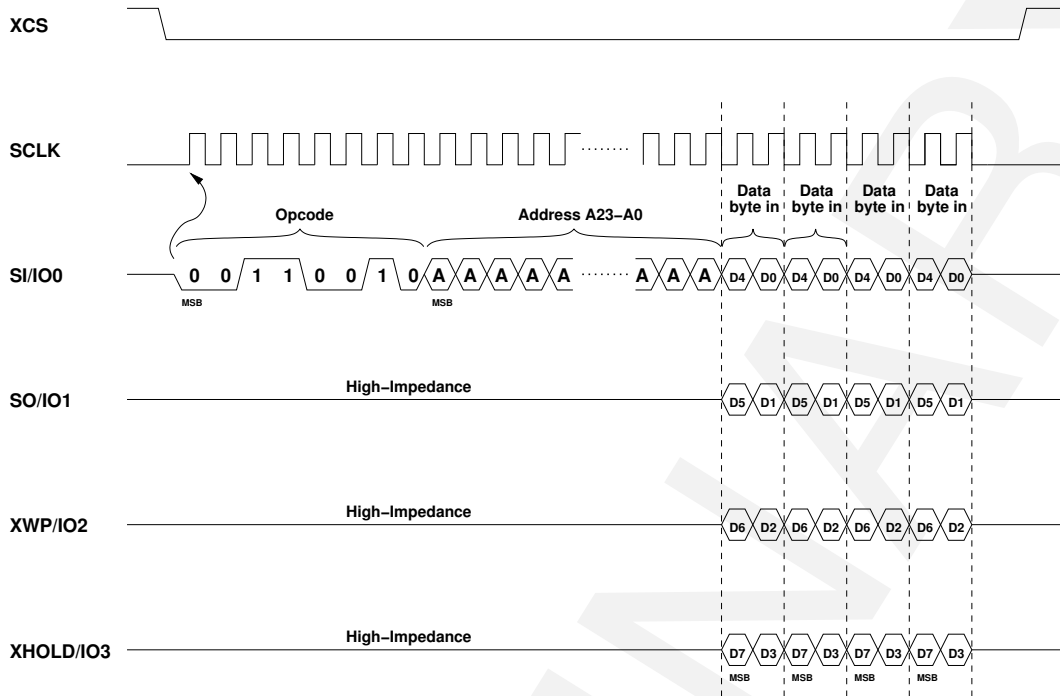 XCS
SCLK
Data byte in Data byte in Data byte in Data byte in
Opcode Address A23–A0
SI/IO0 0 0 1 1 0 0 1 0 A A A A A ........ A A A D4 D0 D4 D0 D4 D0 D4 D0
MSB MSB
High–Impedance
SO/IO1 D5 D1 D5 D1 D5 D1 D5 D1
High–Impedance
XWP/IO2 D6 D2 D6 D2 D6 D2 D6 D2
High–Impedance
XHOLD/IO3 D7 D3 D7 D3 D7 D3 D7 D3
MSB MSB MSB MSB